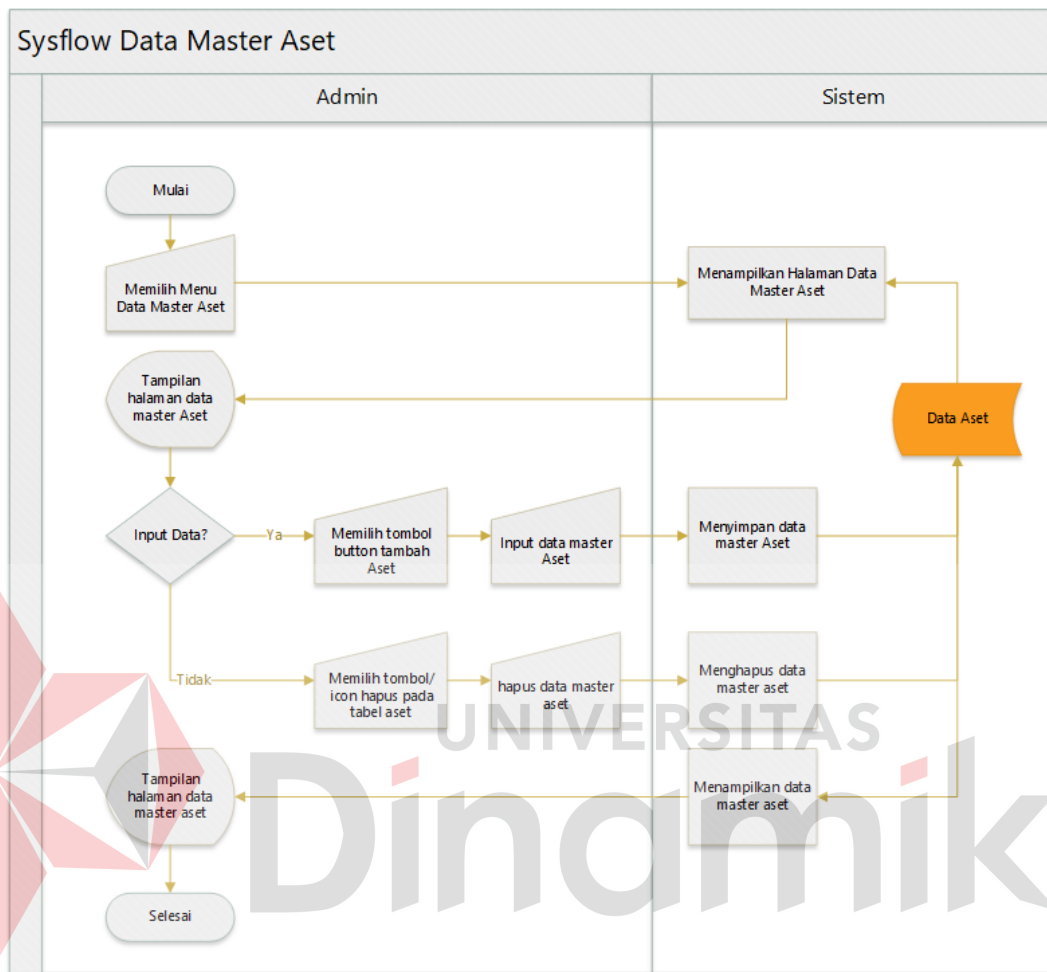 Sysflow Data Master Aset
Admin
Sistem
Mulai
Memilih Menu
Data Master Aset
Menampilkan Halaman Data
Master Aset
Tampilan
halaman data
master Aset
Data Aset
Input Data?
Ya
Memilih tombol
button tambah
Aset
Input data master
Aset
Menyimpan data
master Aset
Tidak
Memilih tombol/
icon hapus pada
tabel aset
hapus data master
aset
Menghapus data
master aset
UNIVERSITAS
Dinamik
Tampilan
halaman data
master aset
Menampilkan data
master aset
Selesai